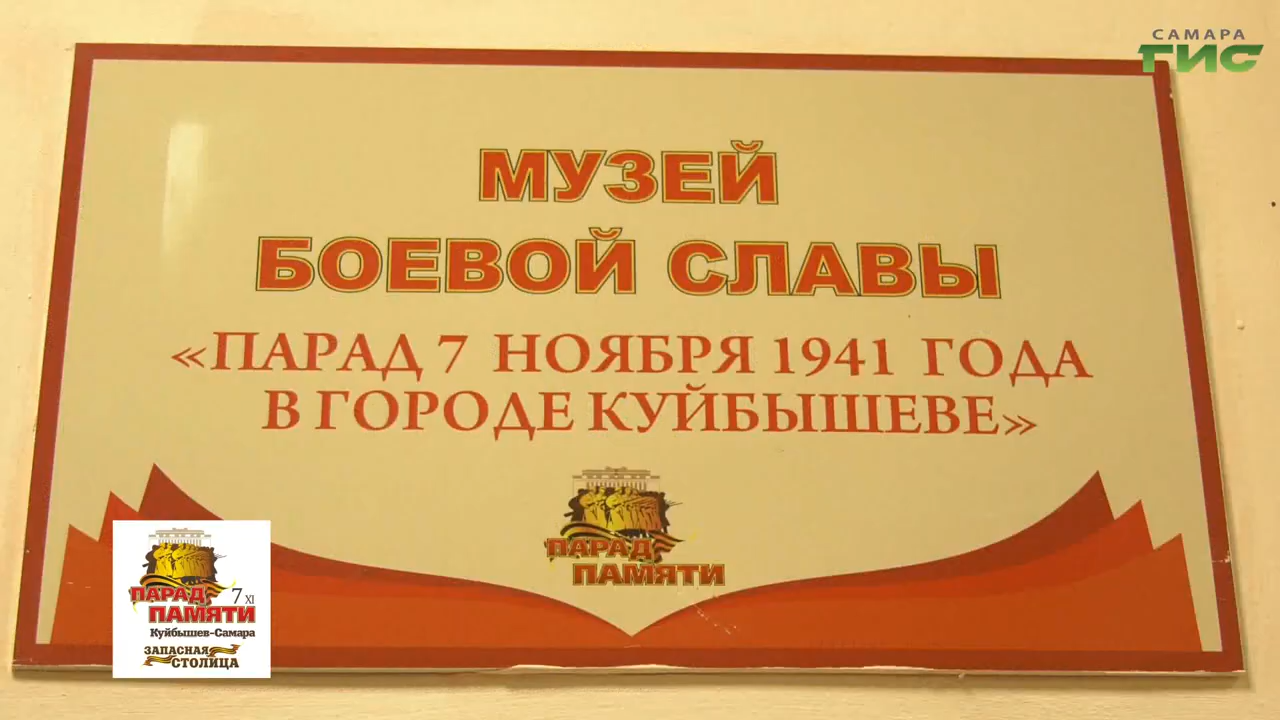 САМАРА
ГИС
МУЗЕЙ
БОЕВОЙ СЛАВЫ
«ПАРАД 7 НОЯБРЯ 1941 ГОДА
В ГОРОДЕ КУЙБЫШЕВЕ»
ПАРАД
ПАМЯТИ
ПАРАД 7 XI
ПАМЯТИ
Куйбышев-Самара
ЗАПАСНАЯ
СТОЛИЦА